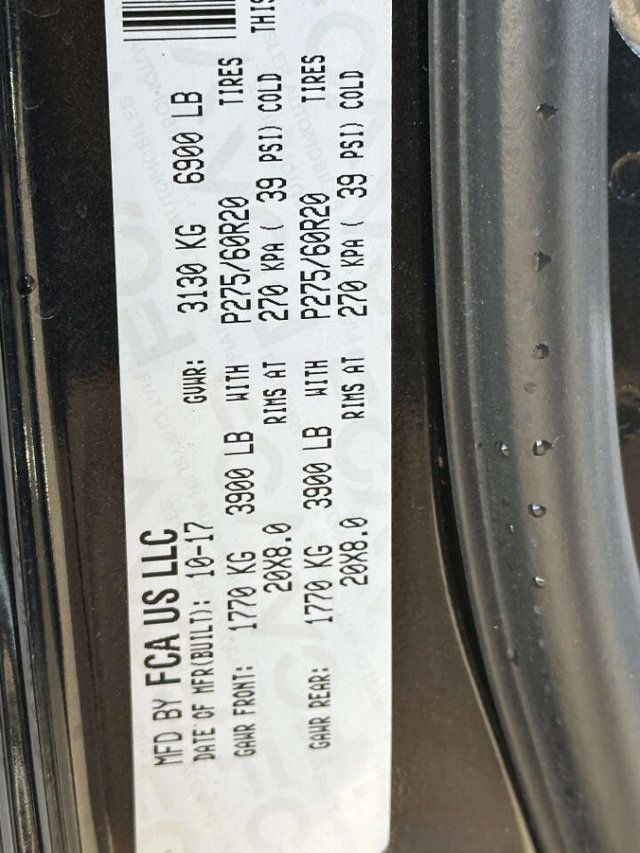 MFD BY FCA US LLC
DATE OF MFR(BUILT): 10-17 GVWR: 3130 KG 6900 LB
GAWR FRONT: 1770 KG 3900 LB WITH P275/60R20 TIRES
20X8.0 RIMS AT 270 KPA ( 39 PSI) COLD
GAWR REAR: 1770 KG 3900 LB WITH P275/60R20 TIRES
20X8.0 RIMS AT 270 KPA ( 39 PSI) COLD
THIS